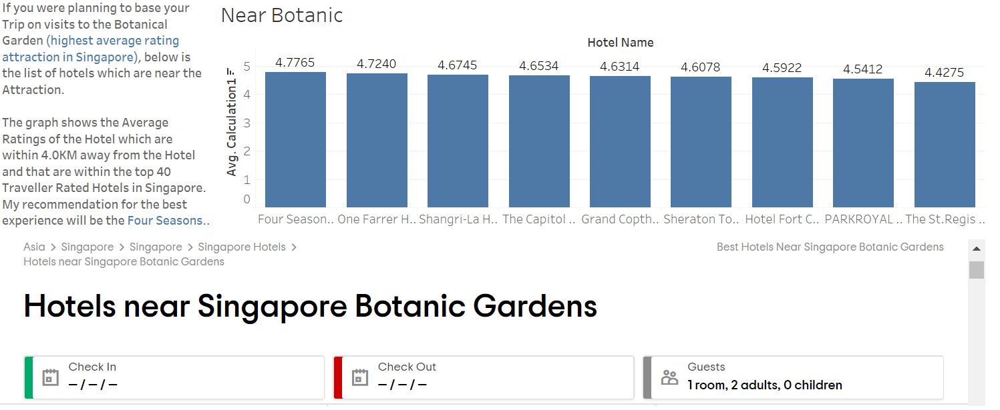 If you were planning to base your
Trip on visits to the Botanical
Garden (highest average rating
attraction in Singapore), below is
the list of hotels which are near the
Attraction.
The graph shows the Average
Ratings of the Hotel which are
within 4.0KM away from the Hotel
and that are within the top 40
Traveller Rated Hotels in Singapore.
My recommendation for the best
experience will be the Four Seasons..
Near Botanic
Hotel Name
Avg. Calculation1
5
4
3
2
1
0
4.7765 4.7240 4.6745 4.6534 4.6314 4.6078 4.5922 4.5412 4.4275
Four Season.. One Farrer H.. Shangri-La H.. The Capitol .. Grand Copth.. Sheraton To.. Hotel Fort C.. PARKROYAL .. The St.Regis ..
Asia > Singapore > Singapore > Singapore Hotels >
Hotels near Singapore Botanic Gardens
Best Hotels Near Singapore Botanic Gardens
Hotels near Singapore Botanic Gardens
Check In
– / – / –
Check Out
– / – / –
Guests
1 room, 2 adults, 0 children